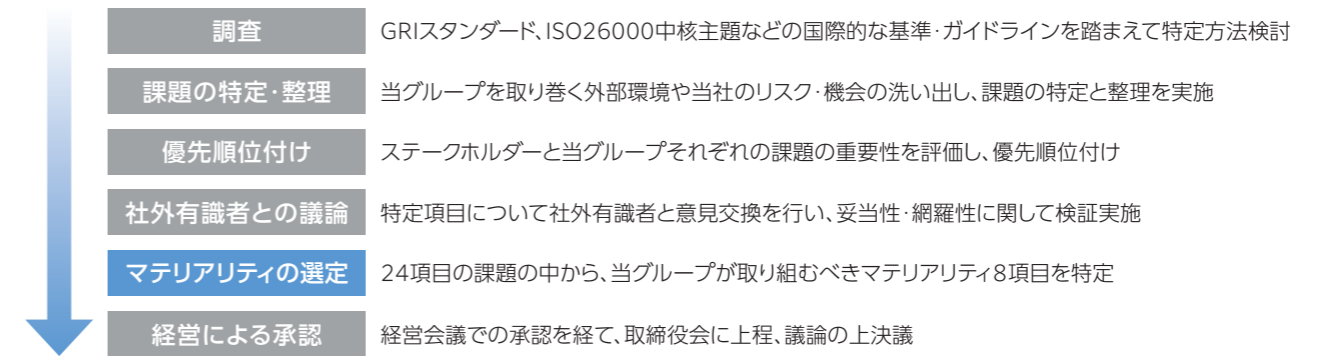 調査 GRIスタンダード、ISO26000中核主題などの国際的な基準・ガイドラインを踏まえて特定方法検討
課題の特定・整理 当グループを取り巻く外部環境や当社のリスク・機会の洗い出し、課題の特定と整理を実施
優先順位付け ステークホルダーと当グループそれぞれの課題の重要性を評価し、優先順位付け
社外有識者との議論 特定項目について社外有識者と意見交換を行い、妥当性・網羅性に関して検証実施
マテリアリティの選定 24項目の課題の中から、当グループが取り組むべきマテリアリティ8項目を特定
経営による承認 経営会議での承認を経て、取締役会に上程、議論の上決議